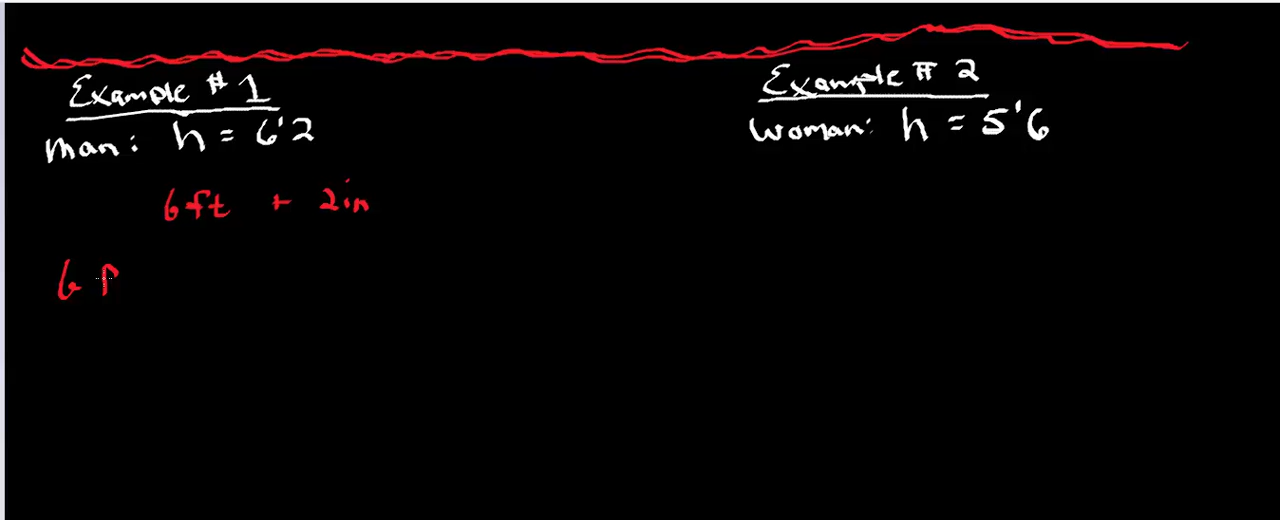 Example # 1
man: h = 6'2
6ft + 2in
6 f
Example # 2
woman: h = 5'6